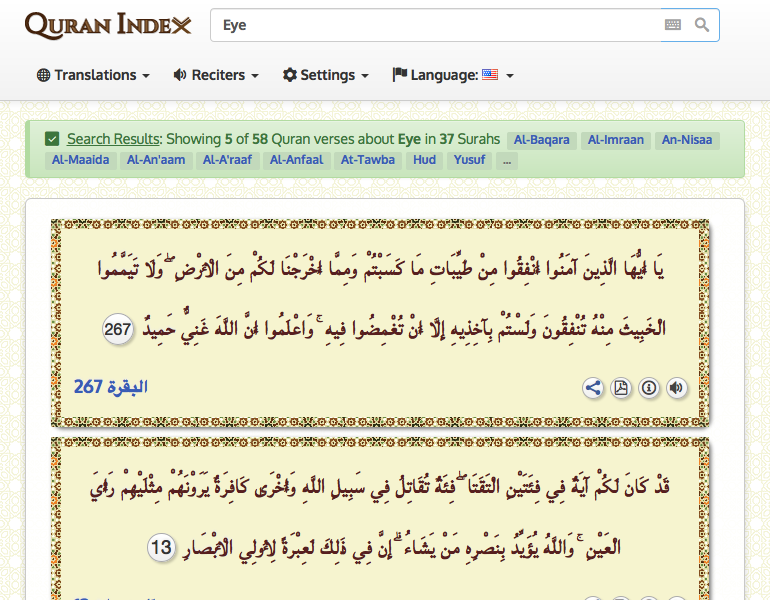 Quran Index
Eye
Translations Reciters Settings Language:
Search Results: Showing 5 of 58 Quran verses about Eye in 37 Surahs Al-Baqara Al-Imraan An-Nisaa
Al-Maaida Al-An'aam Al-A'raaf Al-Anfaal At-Tawba Hud Yusuf ...
يَا أَيُّهَا الَّذِينَ آمَنُوا أَنْفِقُوا مِنْ طَيِّبَاتِ مَا كَسَبْتُمْ وَمِمَّا أَخْرَجْنَا لَكُمْ مِنَ الْأَرْضِ ۖ وَلَا تَيَمَّمُوا
الْخَبِيثَ مِنْهُ تُنْفِقُونَ وَلَسْتُمْ بِآخِذِيهِ إِلَّا أَنْ تُغْمِضُوا فِيهِ ۚ وَاعْلَمُوا أَنَّ اللَّهَ غَنِيٌّ حَمِيدٌ 267
البقرة 267
قَدْ كَانَ لَكُمْ آيَةٌ فِي فِئَتَيْنِ الْتَقَتَا ۖ فِئَةٌ تُقَاتِلُ فِي سَبِيلِ اللَّهِ وَأُخْرَى كَافِرَةٌ يَرَوْنَهُمْ مِثْلَيْهِمْ رَأْيَ
الْعَيْنِ ۚ وَاللَّهُ يُؤَيِّدُ بِنَصْرِهِ مَنْ يَشَاءُ ۗ إِنَّ فِي ذَلِكَ لَعِبْرَةً لِأُولِي الْأَبْصَارِ 13